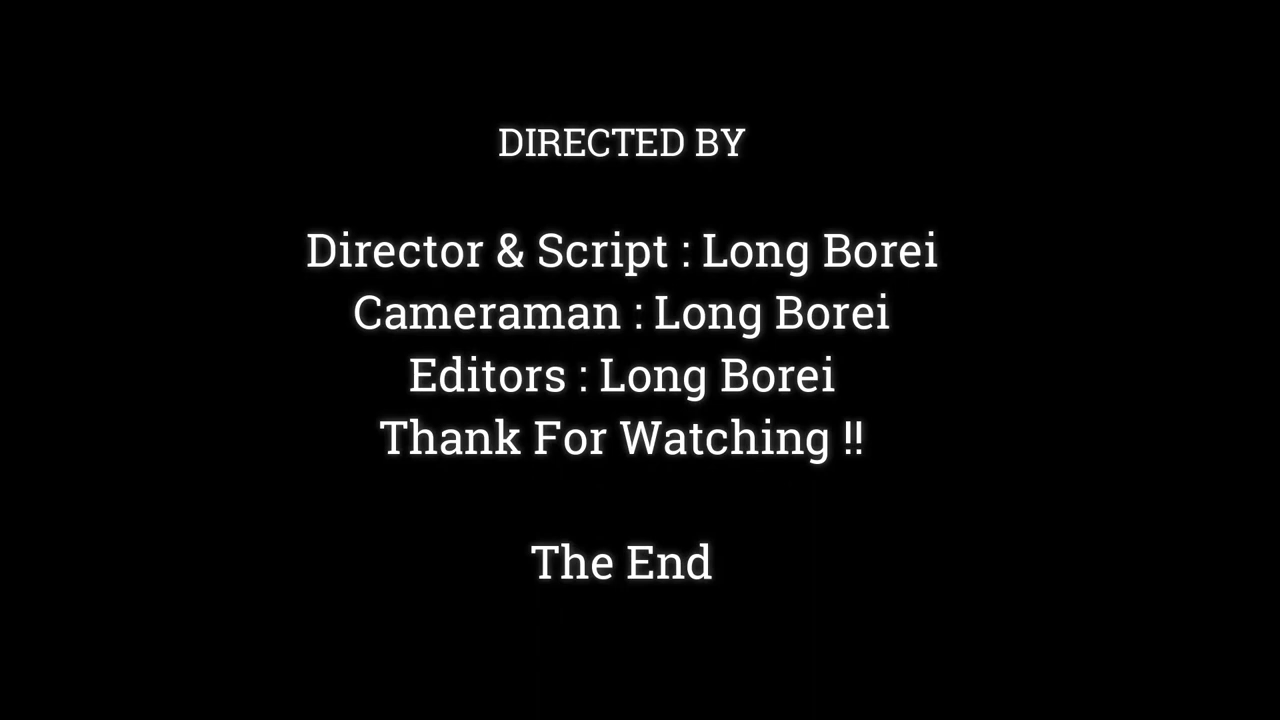 DIRECTED BY
Director & Script : Long Borei
Cameraman : Long Borei
Editors : Long Borei
Thank For Watching !!
The End